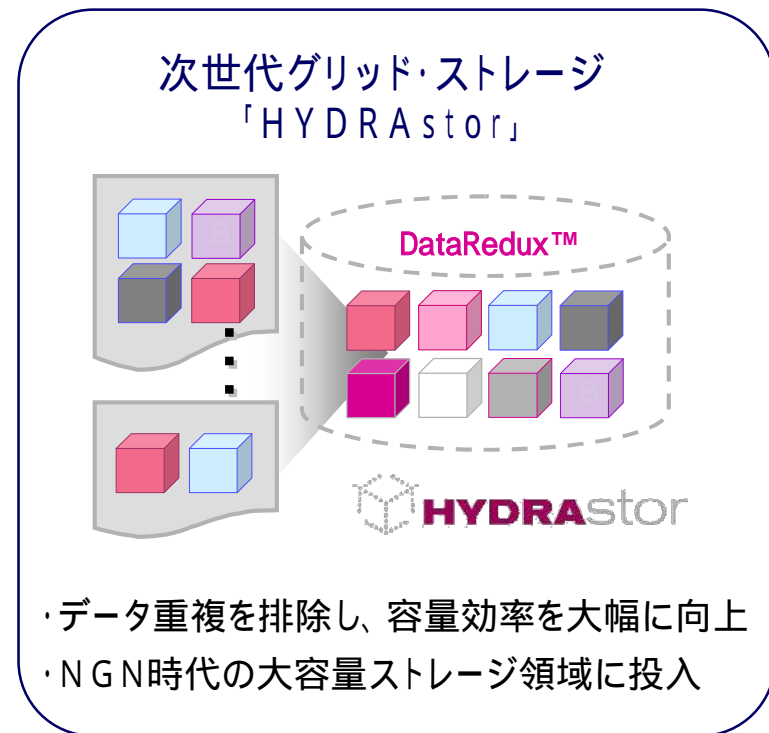 次世代グリッド・ストレージ
「HYDRAstor」
B
DataRedux™
B
HYDRAstor
・データ重複を排除し、容量効率を大幅に向上
・NGN時代の大容量ストレージ領域に投入